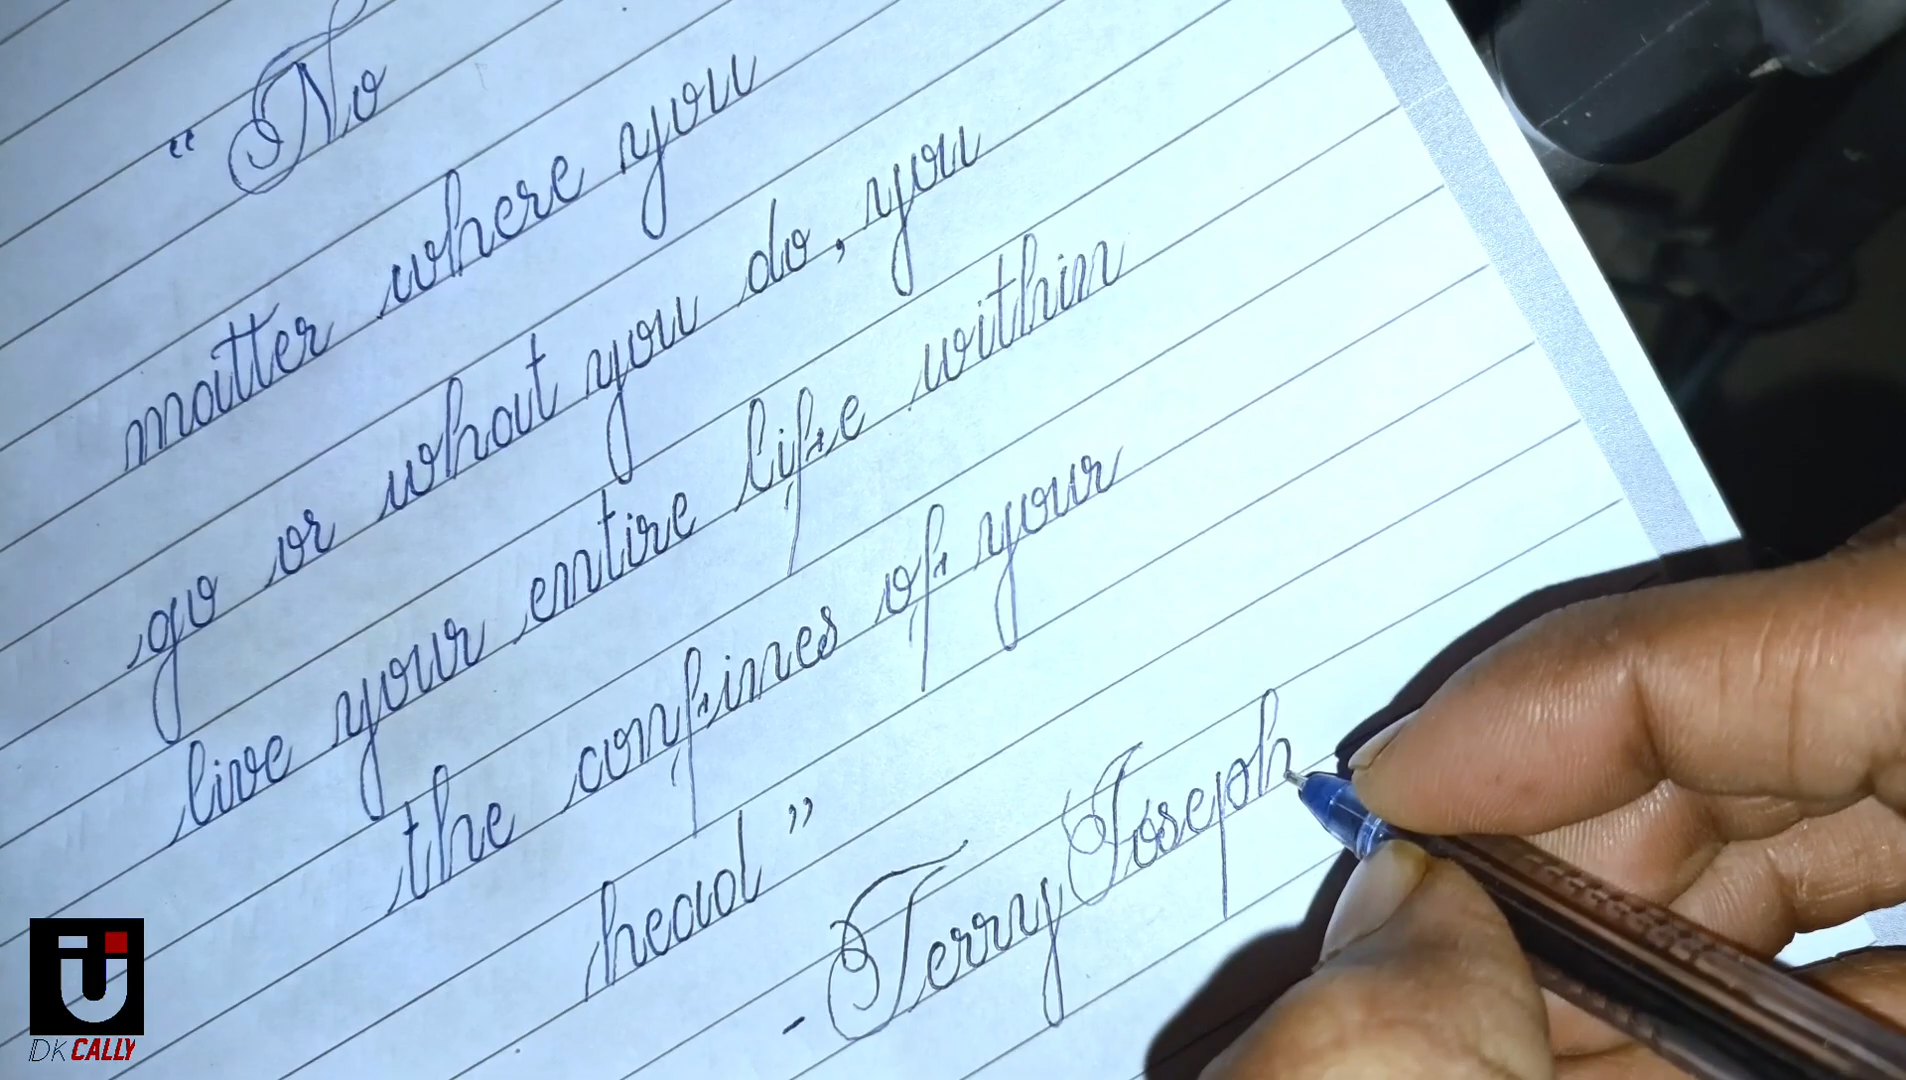 “ No
matter where you
go or what you do, you
live your entire life within
the confines of your
head ”
- Terry Joseph
DK CALLY